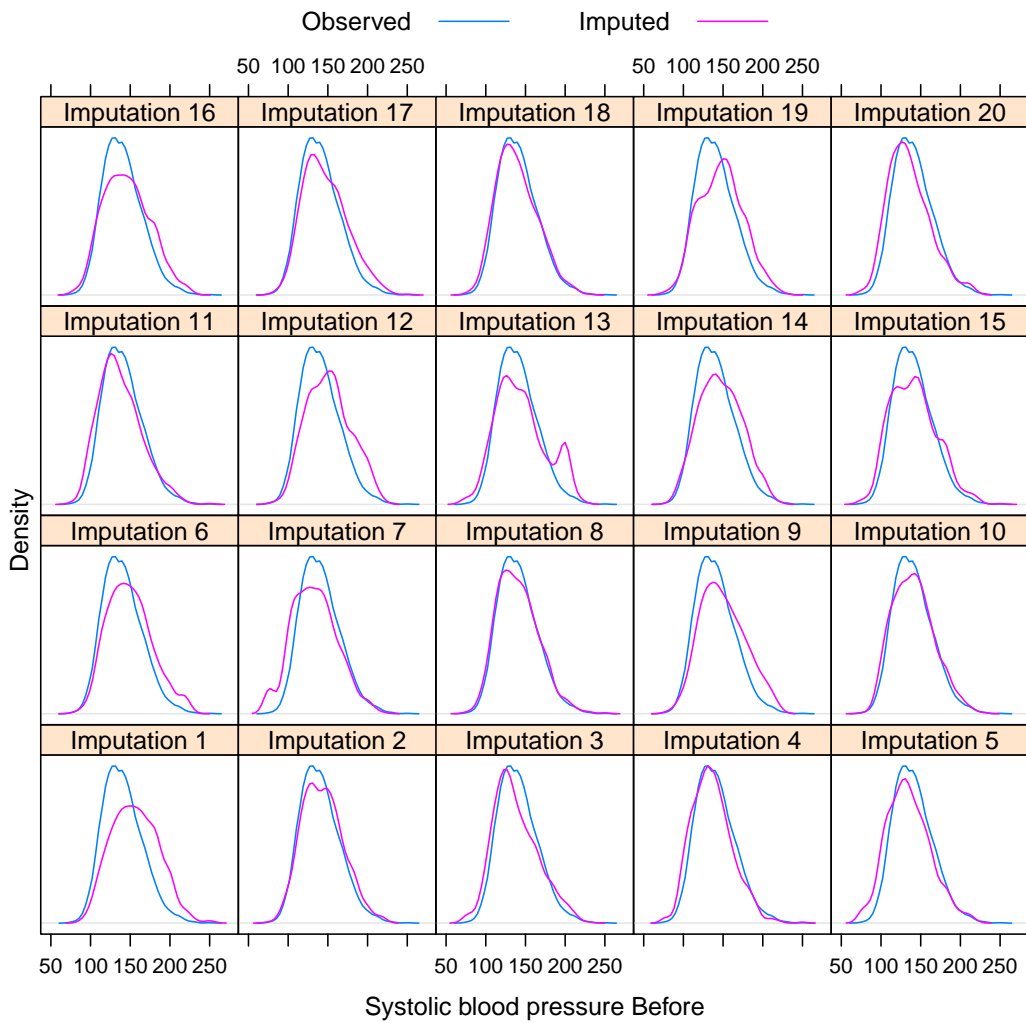 Observed Imputed
50 100 150 200 250 50 100 150 200 250
Imputation 16 Imputation 17 Imputation 18 Imputation 19 Imputation 20
Imputation 11 Imputation 12 Imputation 13 Imputation 14 Imputation 15
Density
Imputation 6 Imputation 7 Imputation 8 Imputation 9 Imputation 10
Imputation 1 Imputation 2 Imputation 3 Imputation 4 Imputation 5
50 100 150 200 250 50 100 150 200 250 50 100 150 200 250
Systolic blood pressure Before